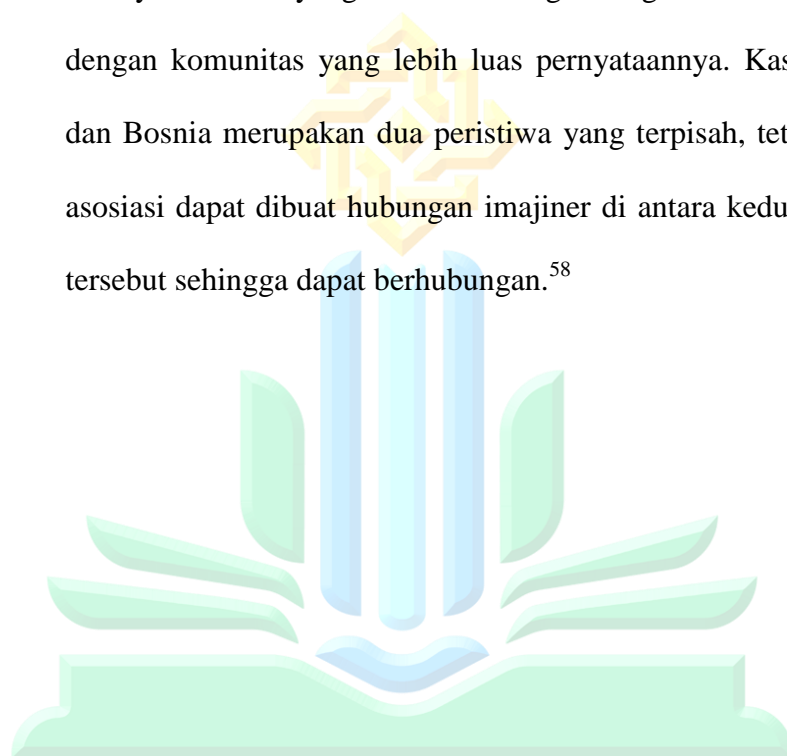 dengan komunitas yang lebih luas pernyataannya. Kas
dan Bosnia merupakan dua peristiwa yang terpisah, tet
asosiasi dapat dibuat hubungan imajiner di antara kedu
tersebut sehingga dapat berhubungan.58